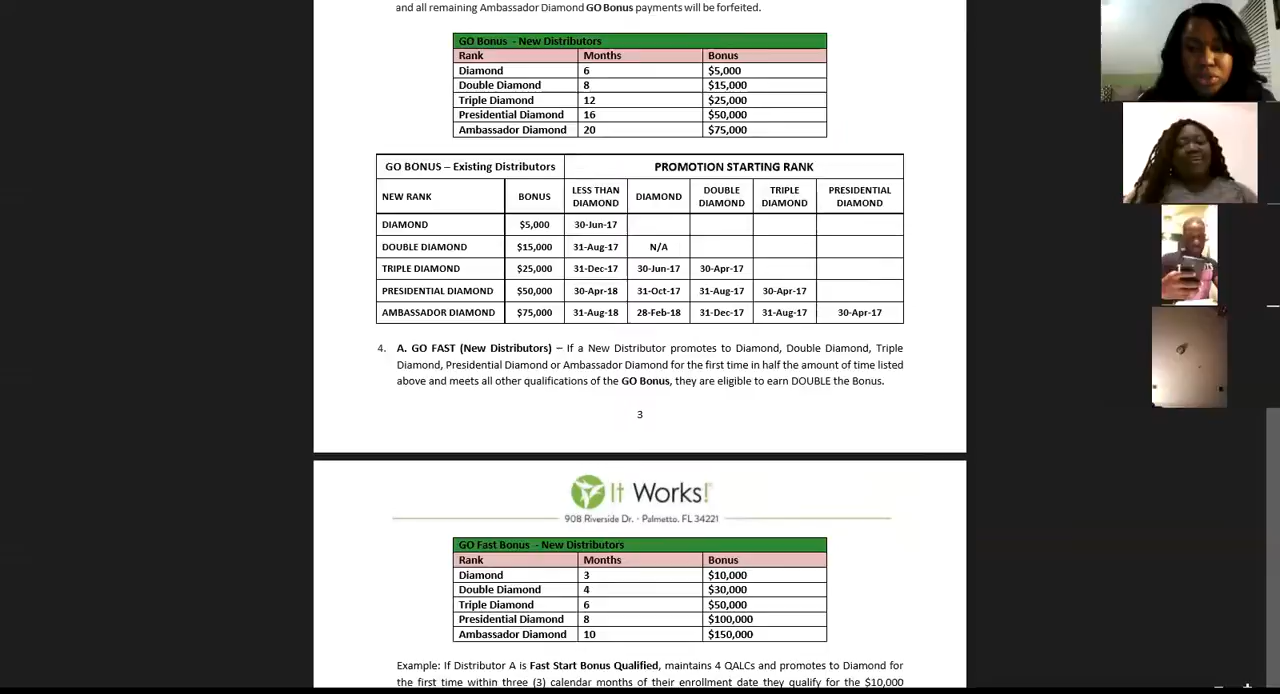 and all remaining Ambassador Diamond GO Bonus payments will be forfeited.
GO Bonus - New Distributors
Rank Months Bonus
Diamond 6 $5,000
Double Diamond 8 $15,000
Triple Diamond 12 $25,000
Presidential Diamond 16 $50,000
Ambassador Diamond 20 $75,000
GO BONUS – Existing Distributors PROMOTION STARTING RANK
NEW RANK BONUS LESS THAN DIAMOND DIAMOND DOUBLE DIAMOND TRIPLE DIAMOND PRESIDENTIAL DIAMOND
DIAMOND $5,000 30-Jun-17
DOUBLE DIAMOND $15,000 31-Aug-17 N/A
TRIPLE DIAMOND $25,000 31-Dec-17 30-Jun-17 30-Apr-17
PRESIDENTIAL DIAMOND $50,000 30-Apr-18 31-Oct-17 31-Aug-17 30-Apr-17
AMBASSADOR DIAMOND $75,000 31-Aug-18 28-Feb-18 31-Dec-17 31-Aug-17 30-Apr-17
4. A. GO FAST (New Distributors) – If a New Distributor promotes to Diamond, Double Diamond, Triple
Diamond, Presidential Diamond or Ambassador Diamond for the first time in half the amount of time listed
above and meets all other qualifications of the GO Bonus, they are eligible to earn DOUBLE the Bonus.
3
It Works!
908 Riverside Dr. • Palmetto, FL 34221
GO Fast Bonus - New Distributors
Rank Months Bonus
Diamond 3 $10,000
Double Diamond 4 $30,000
Triple Diamond 6 $50,000
Presidential Diamond 8 $100,000
Ambassador Diamond 10 $150,000
Example: If Distributor A is Fast Start Bonus Qualified, maintains 4 QALCs and promotes to Diamond for
the first time within three (3) calendar months of their enrollment date they qualify for the $10,000